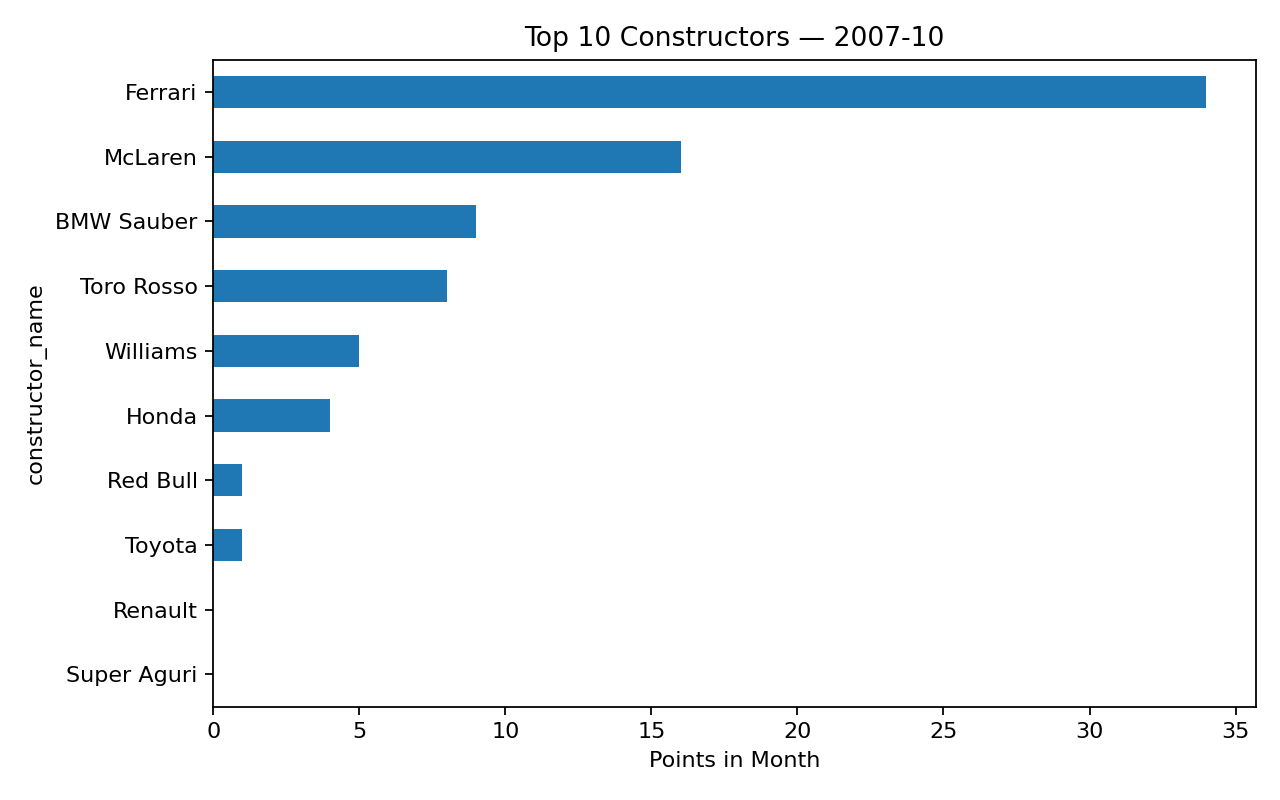 Top 10 Constructors — 2007-10
constructor_name
Ferrari
McLaren
BMW Sauber
Toro Rosso
Williams
Honda
Red Bull
Toyota
Renault
Super Aguri
0 5 10 15 20 25 30 35
Points in Month